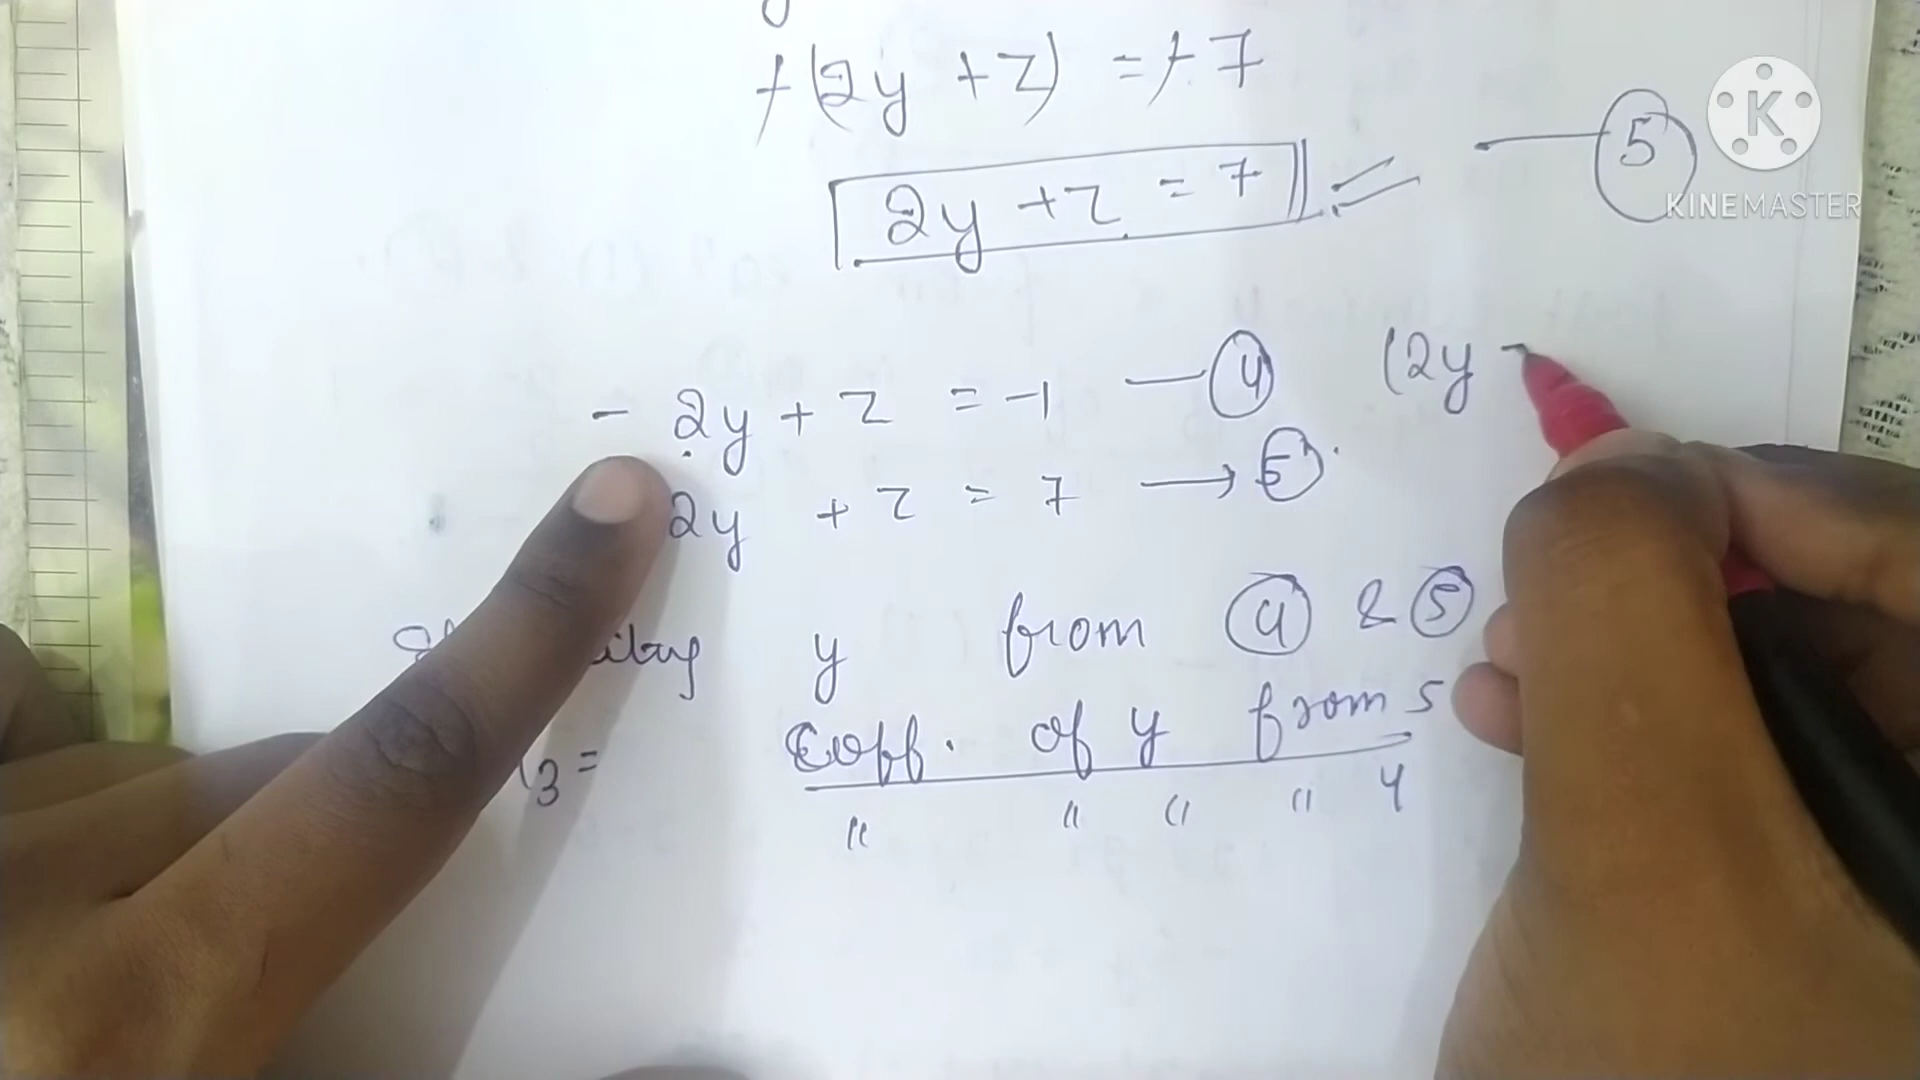 +(2y + z) = + 7
2y + z = 7 — 5
K
KINEMASTER
- 2y + z = -1 — 4
(2y -
2y + z = 7 → 5
y from 4 & 5
3 = Coff. of y from 5
" " " " 4